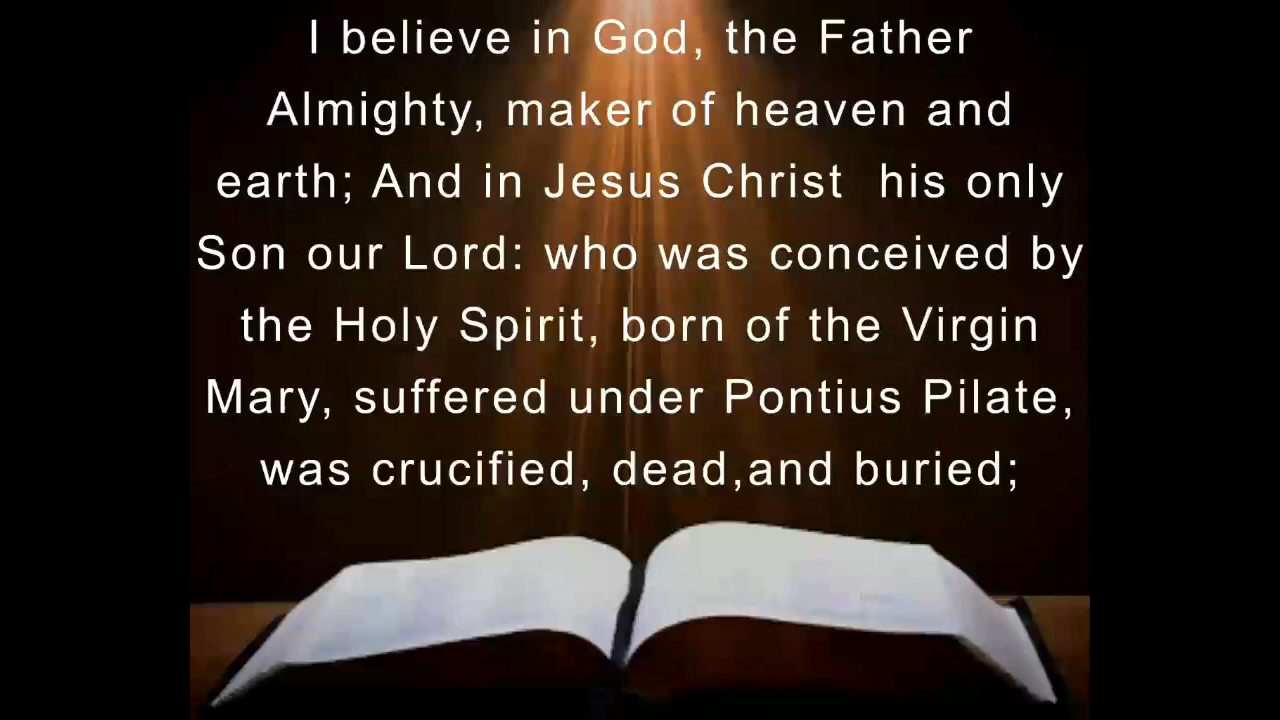 I believe in God, the Father
Almighty, maker of heaven and
earth; And in Jesus Christ  his only
Son our Lord: who was conceived by
the Holy Spirit, born of the Virgin
Mary, suffered under Pontius Pilate,
was crucified, dead,and buried;